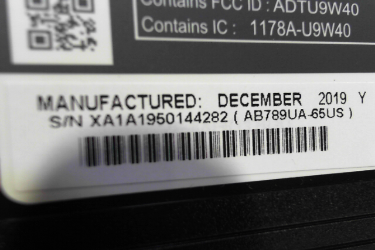 Contains FCC ID : ADTU9W40
Contains IC : 1178A-U9W40
MANUFACTURED: DECEMBER 2019 Y
S/N XA1A1950144282 ( AB789UA-65US )